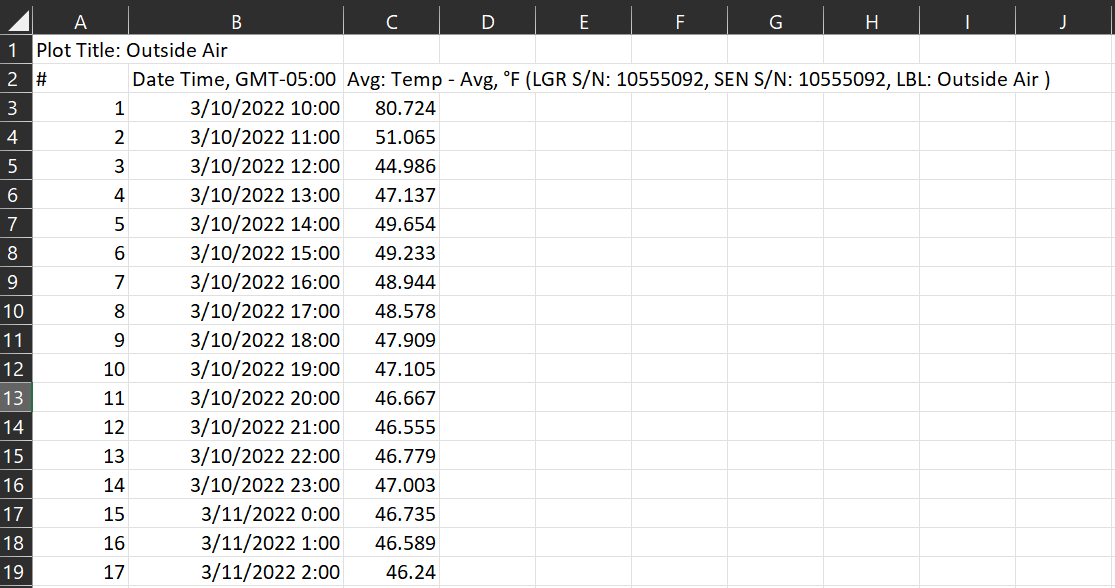 A B C D E F G H I J
1 Plot Title: Outside Air
2 # Date Time, GMT-05:00 Avg: Temp - Avg, °F (LGR S/N: 10555092, SEN S/N: 10555092, LBL: Outside Air )
3 1 3/10/2022 10:00 80.724
4 2 3/10/2022 11:00 51.065
5 3 3/10/2022 12:00 44.986
6 4 3/10/2022 13:00 47.137
7 5 3/10/2022 14:00 49.654
8 6 3/10/2022 15:00 49.233
9 7 3/10/2022 16:00 48.944
10 8 3/10/2022 17:00 48.578
11 9 3/10/2022 18:00 47.909
12 10 3/10/2022 19:00 47.105
13 11 3/10/2022 20:00 46.667
14 12 3/10/2022 21:00 46.555
15 13 3/10/2022 22:00 46.779
16 14 3/10/2022 23:00 47.003
17 15 3/11/2022 0:00 46.735
18 16 3/11/2022 1:00 46.589
19 17 3/11/2022 2:00 46.24